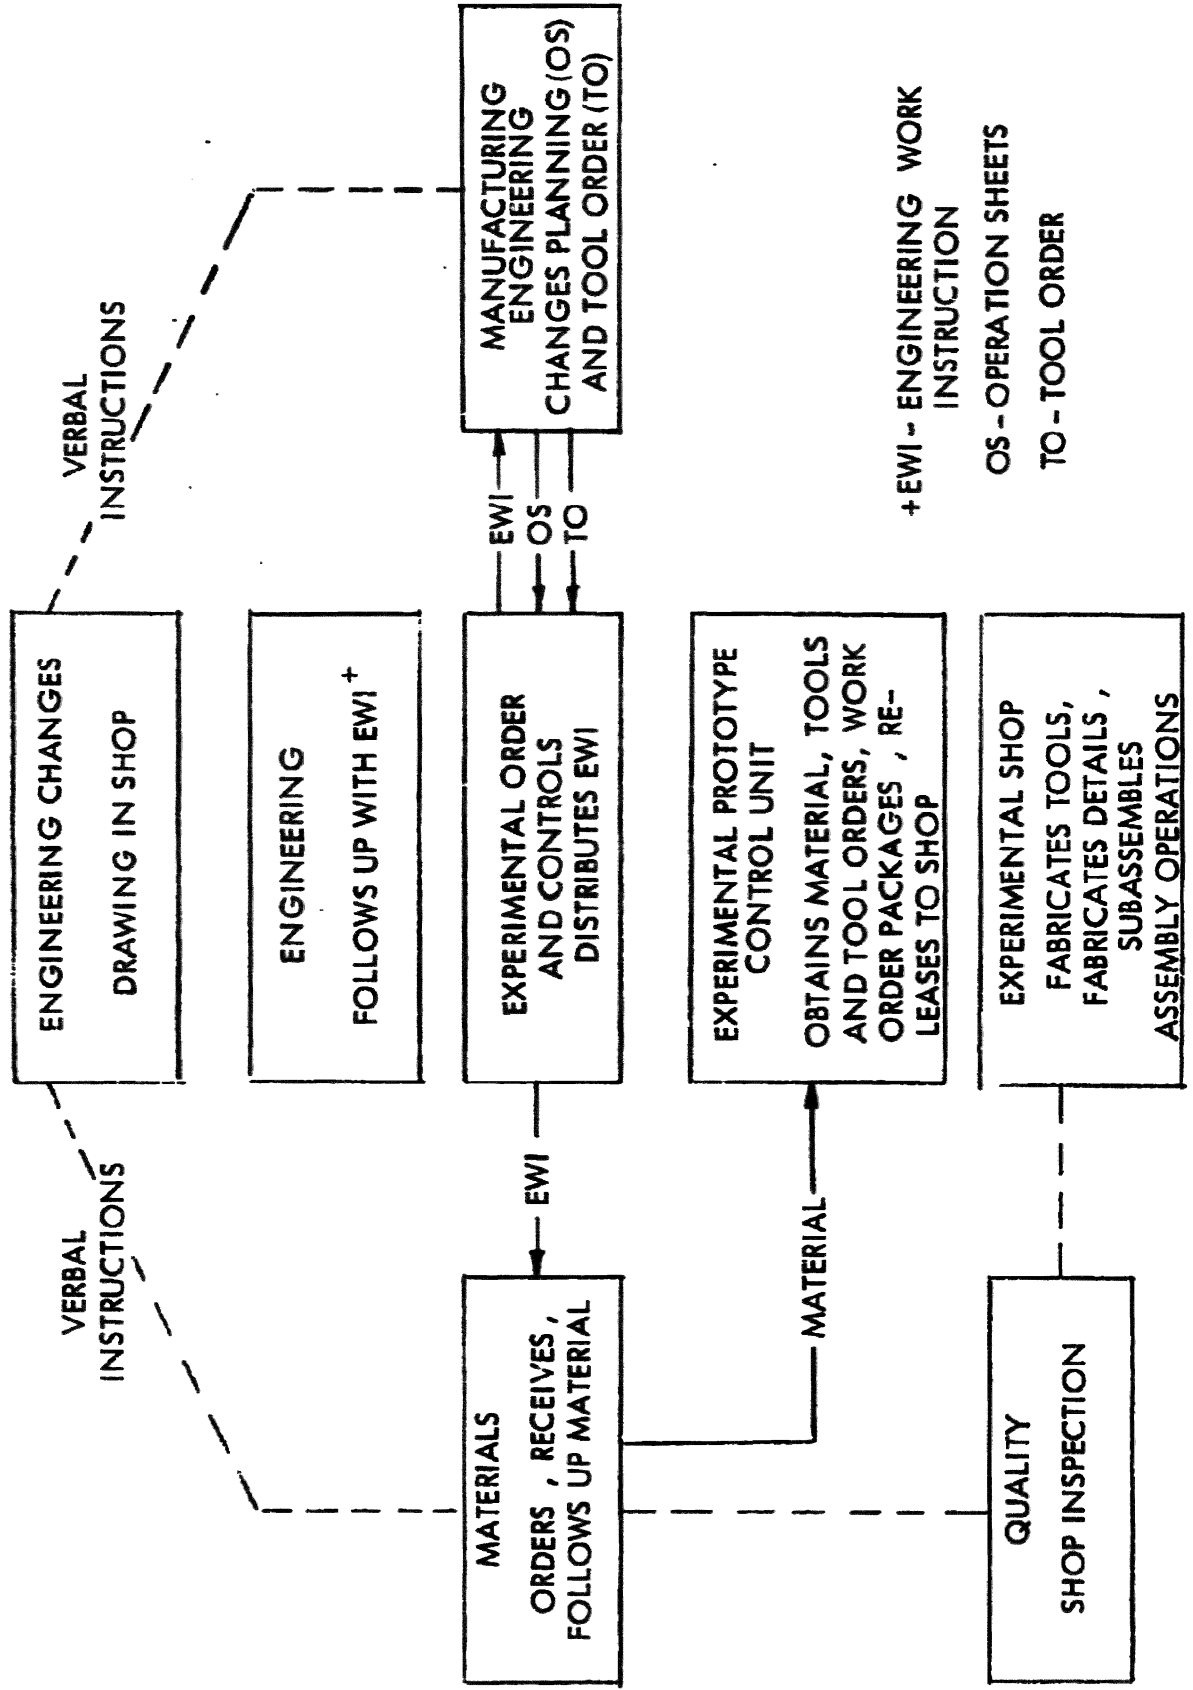 ENGINEERING CHANGES
DRAWING IN SHOP
VERBAL
INSTRUCTIONS
VERBAL
INSTRUCTIONS
ENGINEERING
FOLLOWS UP WITH EWI+
MATERIALS
ORDERS , RECEIVES ,
FOLLOWS UP MATERIAL
EWI
EXPERIMENTAL ORDER
AND CONTROLS
DISTRIBUTES EWI
EWI
OS
TO
MANUFACTURING
ENGINEERING
CHANGES PLANNING (OS)
AND TOOL ORDER (TO)
MATERIAL
EXPERIMENTAL PROTOTYPE
CONTROL UNIT
OBTAINS MATERIAL, TOOLS
AND TOOL ORDERS, WORK
ORDER PACKAGES , RE-
LEASES TO SHOP
QUALITY
SHOP INSPECTION
EXPERIMENTAL SHOP
FABRICATES TOOLS,
FABRICATES DETAILS ,
SUBASSEMBLES
ASSEMBLY OPERATIONS
+EWI- ENGINEERING WORK
INSTRUCTION
OS-OPERATION SHEETS
TO-TOOL ORDER